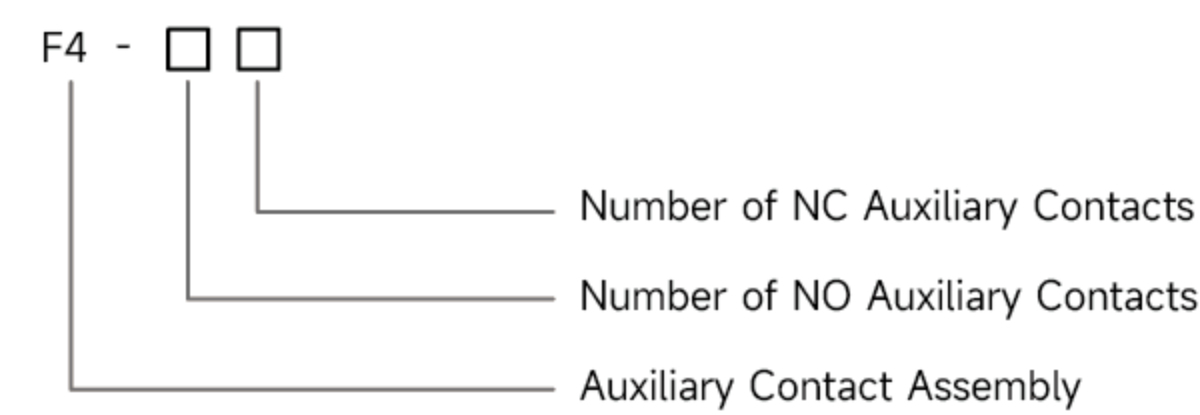 F4 - □ □
Number of NC Auxiliary Contacts
Number of NO Auxiliary Contacts
Auxiliary Contact Assembly